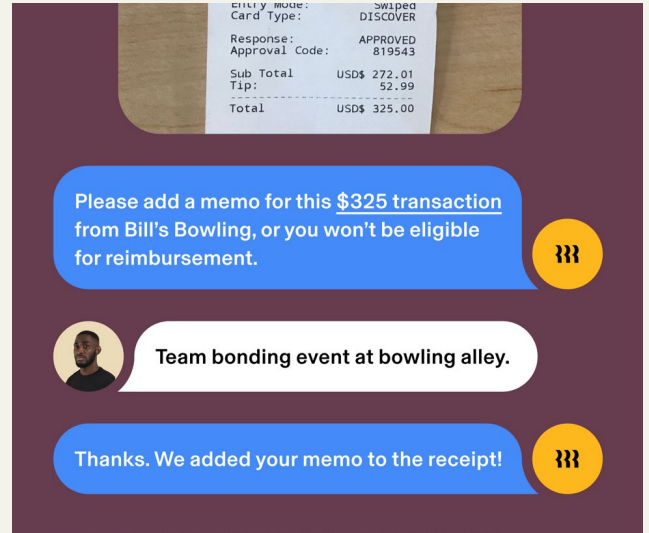 Entry Mode: Swiped
Card Type: DISCOVER
Response: APPROVED
Approval Code: 819543
Sub Total USD$ 272.01
Tip: 52.99
Total USD$ 325.00
Please add a memo for this $325 transaction
from Bill’s Bowling, or you won’t be eligible
for reimbursement.
Team bonding event at bowling alley.
Thanks. We added your memo to the receipt!